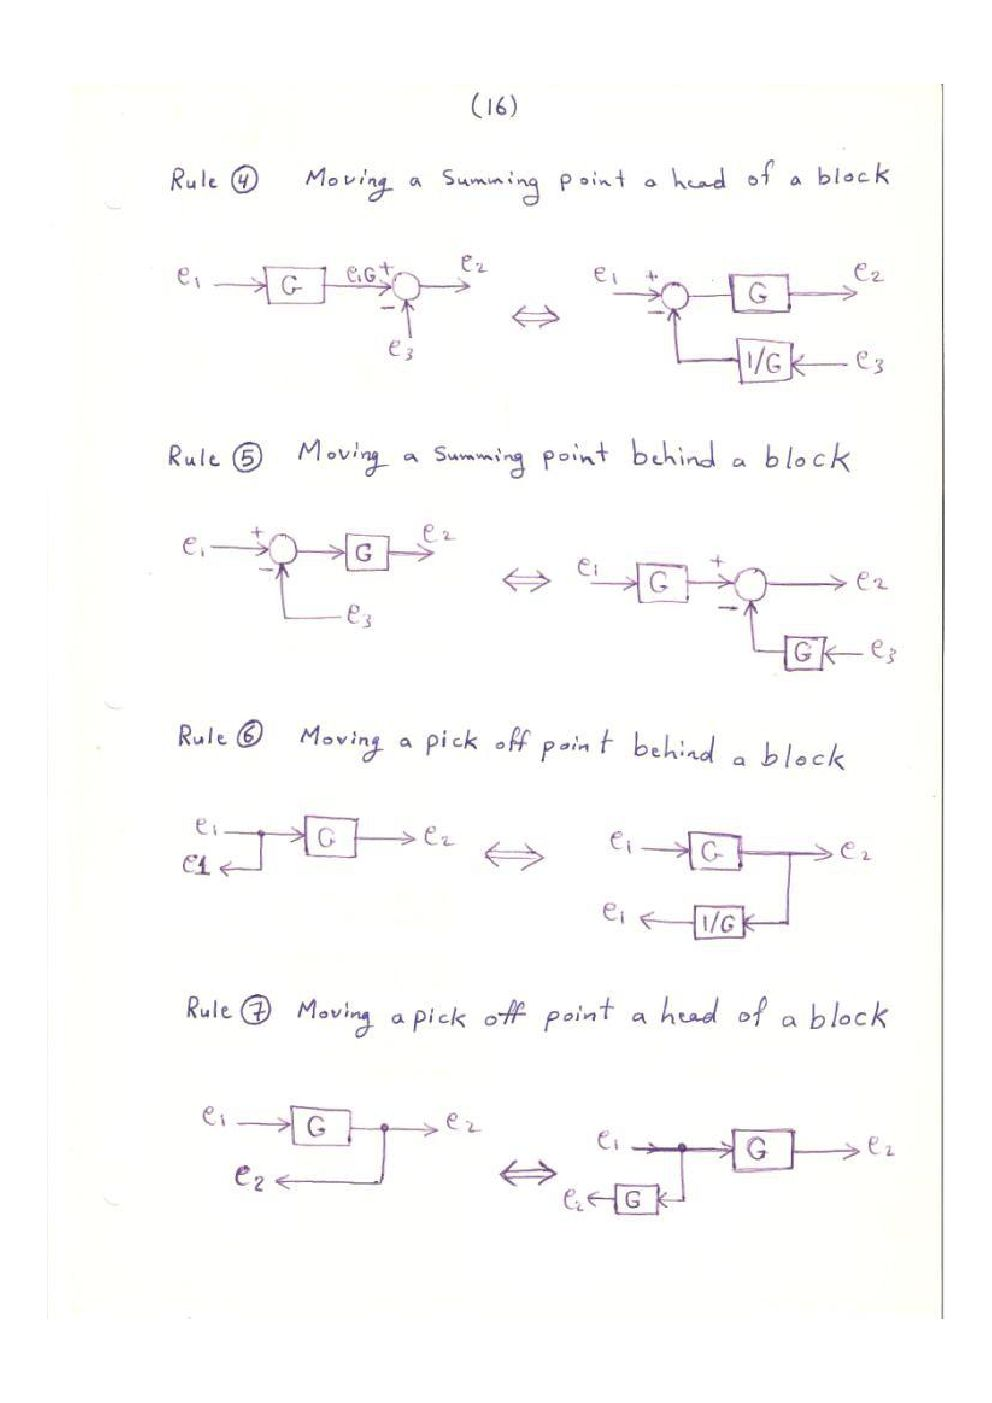 (16)
Rule ④ Moving a Summing point a head of a block
e₁ G e₁G + e₂ e₁ + G e₂
−
e₃ − 1/G e₃
Rule ⑤ Moving a Summing point behind a block
e₁ + − G e₂
e₃
e₁ G + − e₂
G e₃
Rule ⑥ Moving a pick off point behind a block
e₁ G e₂ e₁ G e₂
e1
e₁ 1/G
Rule ⑦ Moving a pick off point a head of a block
e₁ G e₂ e₁ G e₂
e₂
e₂ G